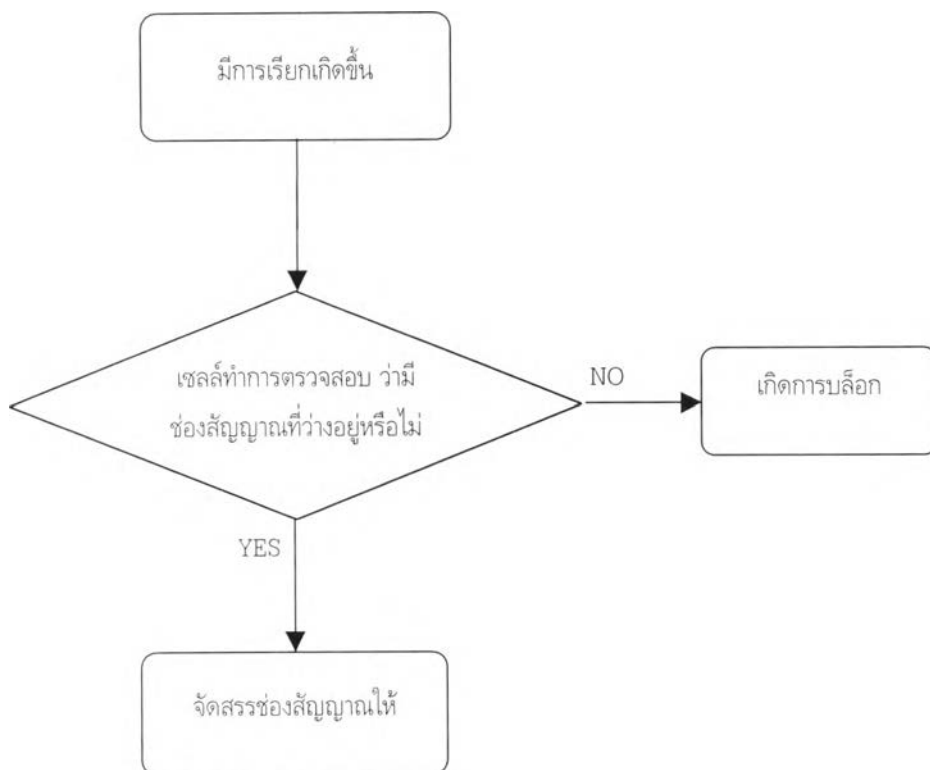 มีการเรียกเกิดขึ้น
เซลล์ทำการตรวจสอบ ว่ามี
ช่องสัญญาณที่ว่างอยู่หรือไม่
NO
เกิดการบล็อก
YES
จัดสรรช่องสัญญาณให้